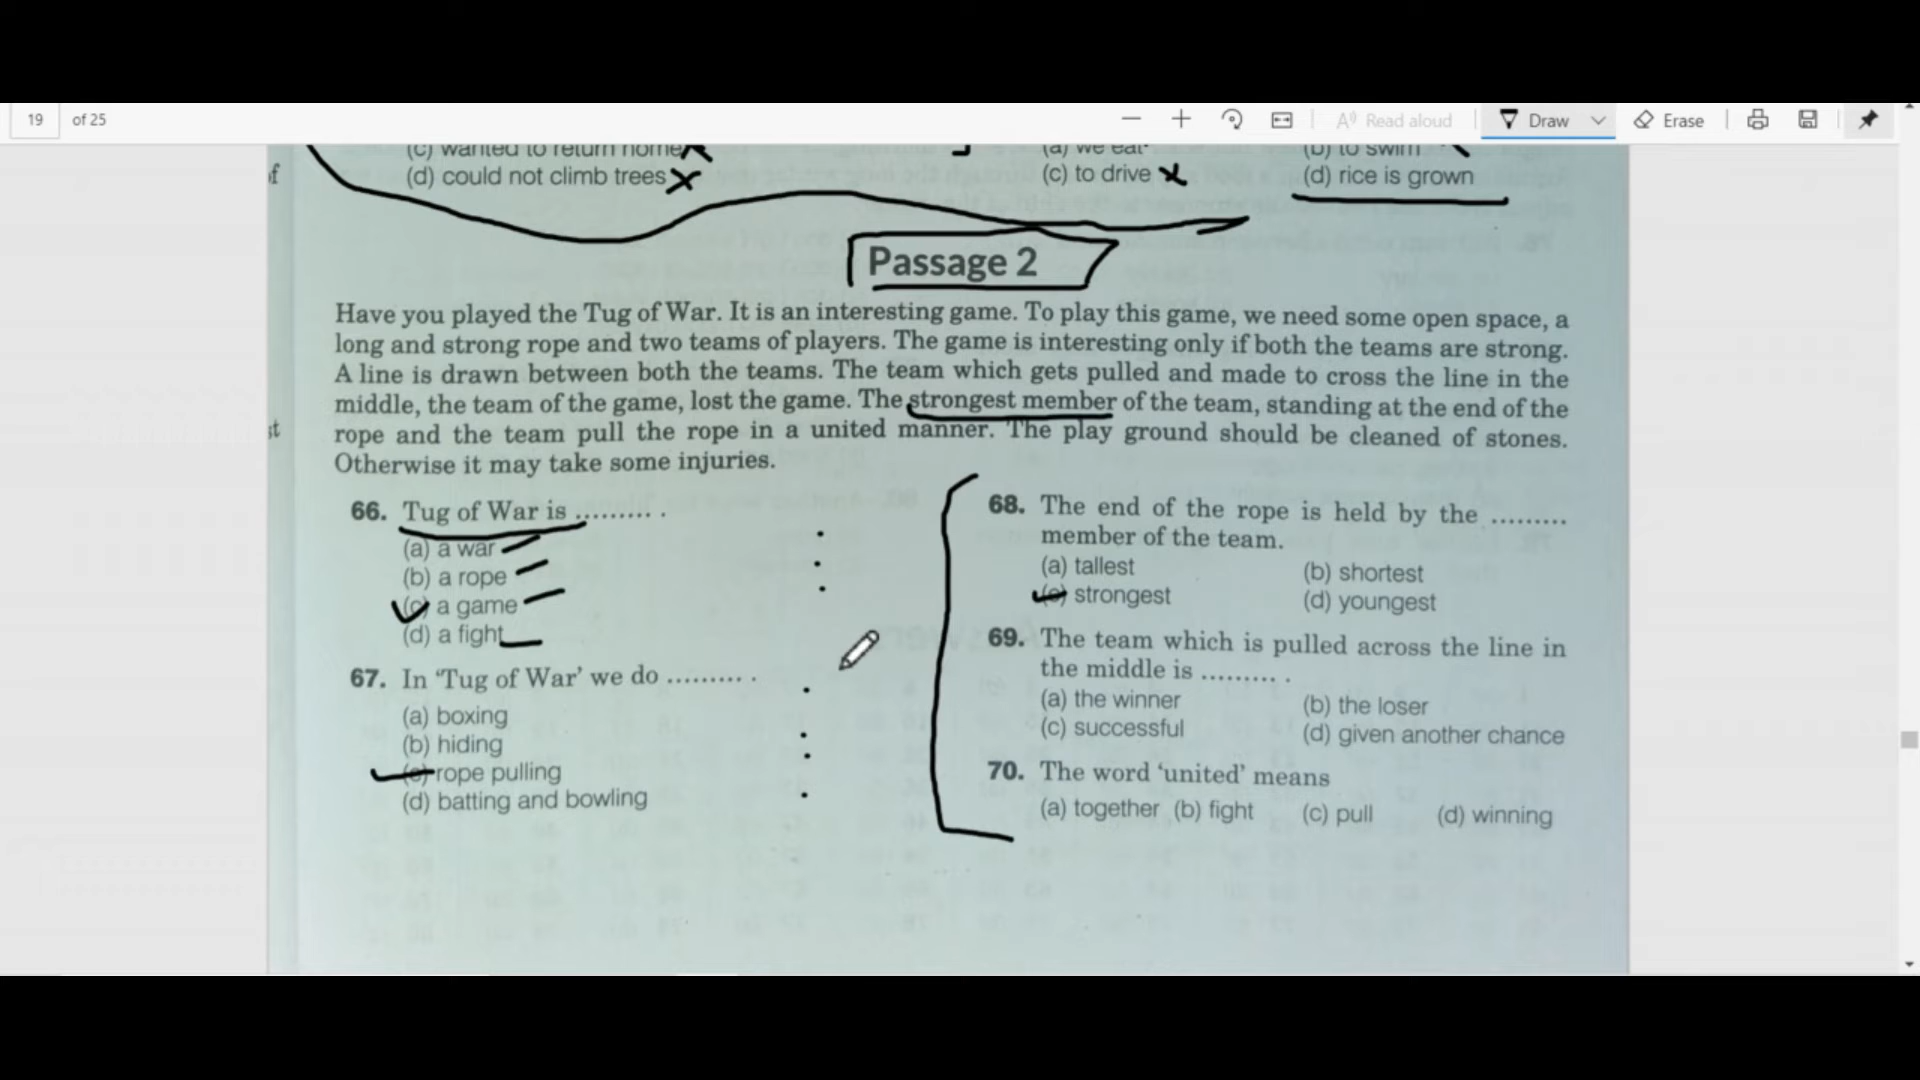 19 of 25
Read aloud
Draw
Erase
of
(c) wanted to return home
(d) could not climb trees
(a) we eat
(c) to drive
(b) to swim
(d) rice is grown
Passage 2
Have you played the Tug of War. It is an interesting game. To play this game, we need some open space, a
long and strong rope and two teams of players. The game is interesting only if both the teams are strong.
A line is drawn between both the teams. The team which gets pulled and made to cross the line in the
middle, the team of the game, lost the game. The strongest member of the team, standing at the end of the
rope and the team pull the rope in a united manner. The play ground should be cleaned of stones.
Otherwise it may take some injuries.
66. Tug of War is .......... .
(a) a war
(b) a rope
(c) a game
(d) a fight
67. In ‘Tug of War’ we do ......... .
(a) boxing
(b) hiding
(c) rope pulling
(d) batting and bowling
68. The end of the rope is held by the .........
member of the team.
(a) tallest (b) shortest
(c) strongest (d) youngest
69. The team which is pulled across the line in
the middle is ......... .
(a) the winner (b) the loser
(c) successful (d) given another chance
70. The word ‘united’ means
(a) together (b) fight (c) pull (d) winning